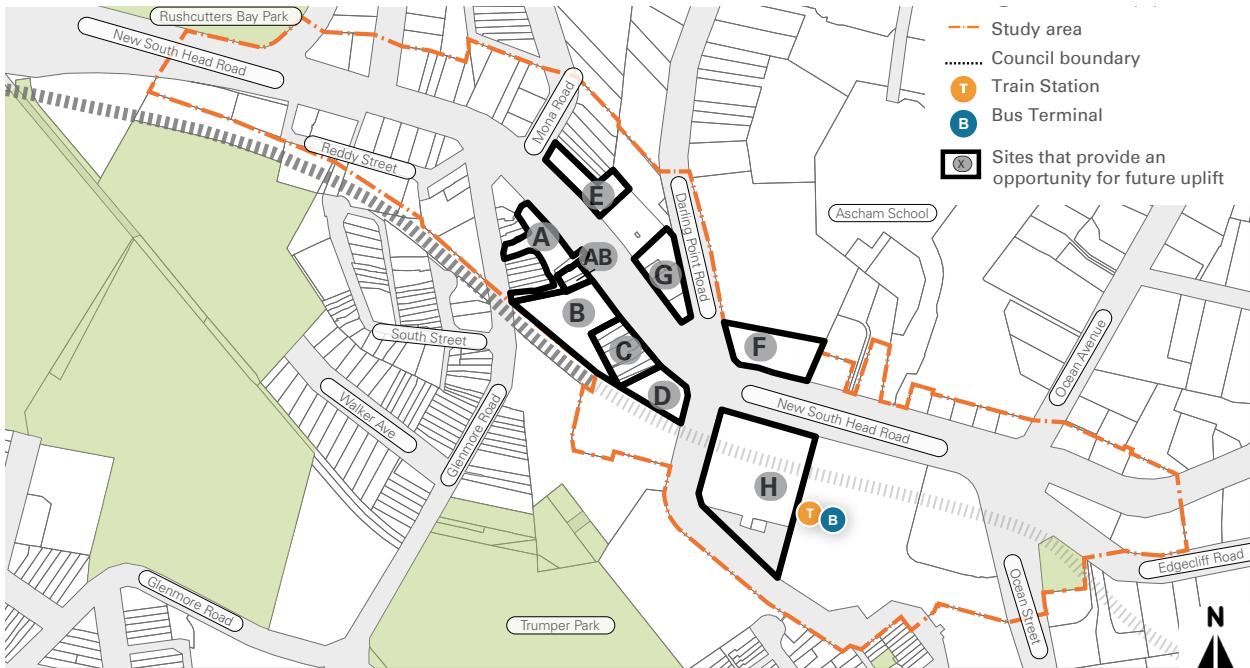 Rushcutters Bay Park
New South Head Road
Mona Road
Reddy Street
Study area
Council boundary
T
Train Station
B
Bus Terminal
X
Sites that provide an
opportunity for future uplift
E
Darling Point Road
Ascham School
A
AB
G
B
South Street
C
F
Ocean Avenue
D
Walker Ave
Glenmore Road
New South Head Road
H
T
B
Edgecliff Road
Glenmore Road
Ocean Street
Trumper Park
N